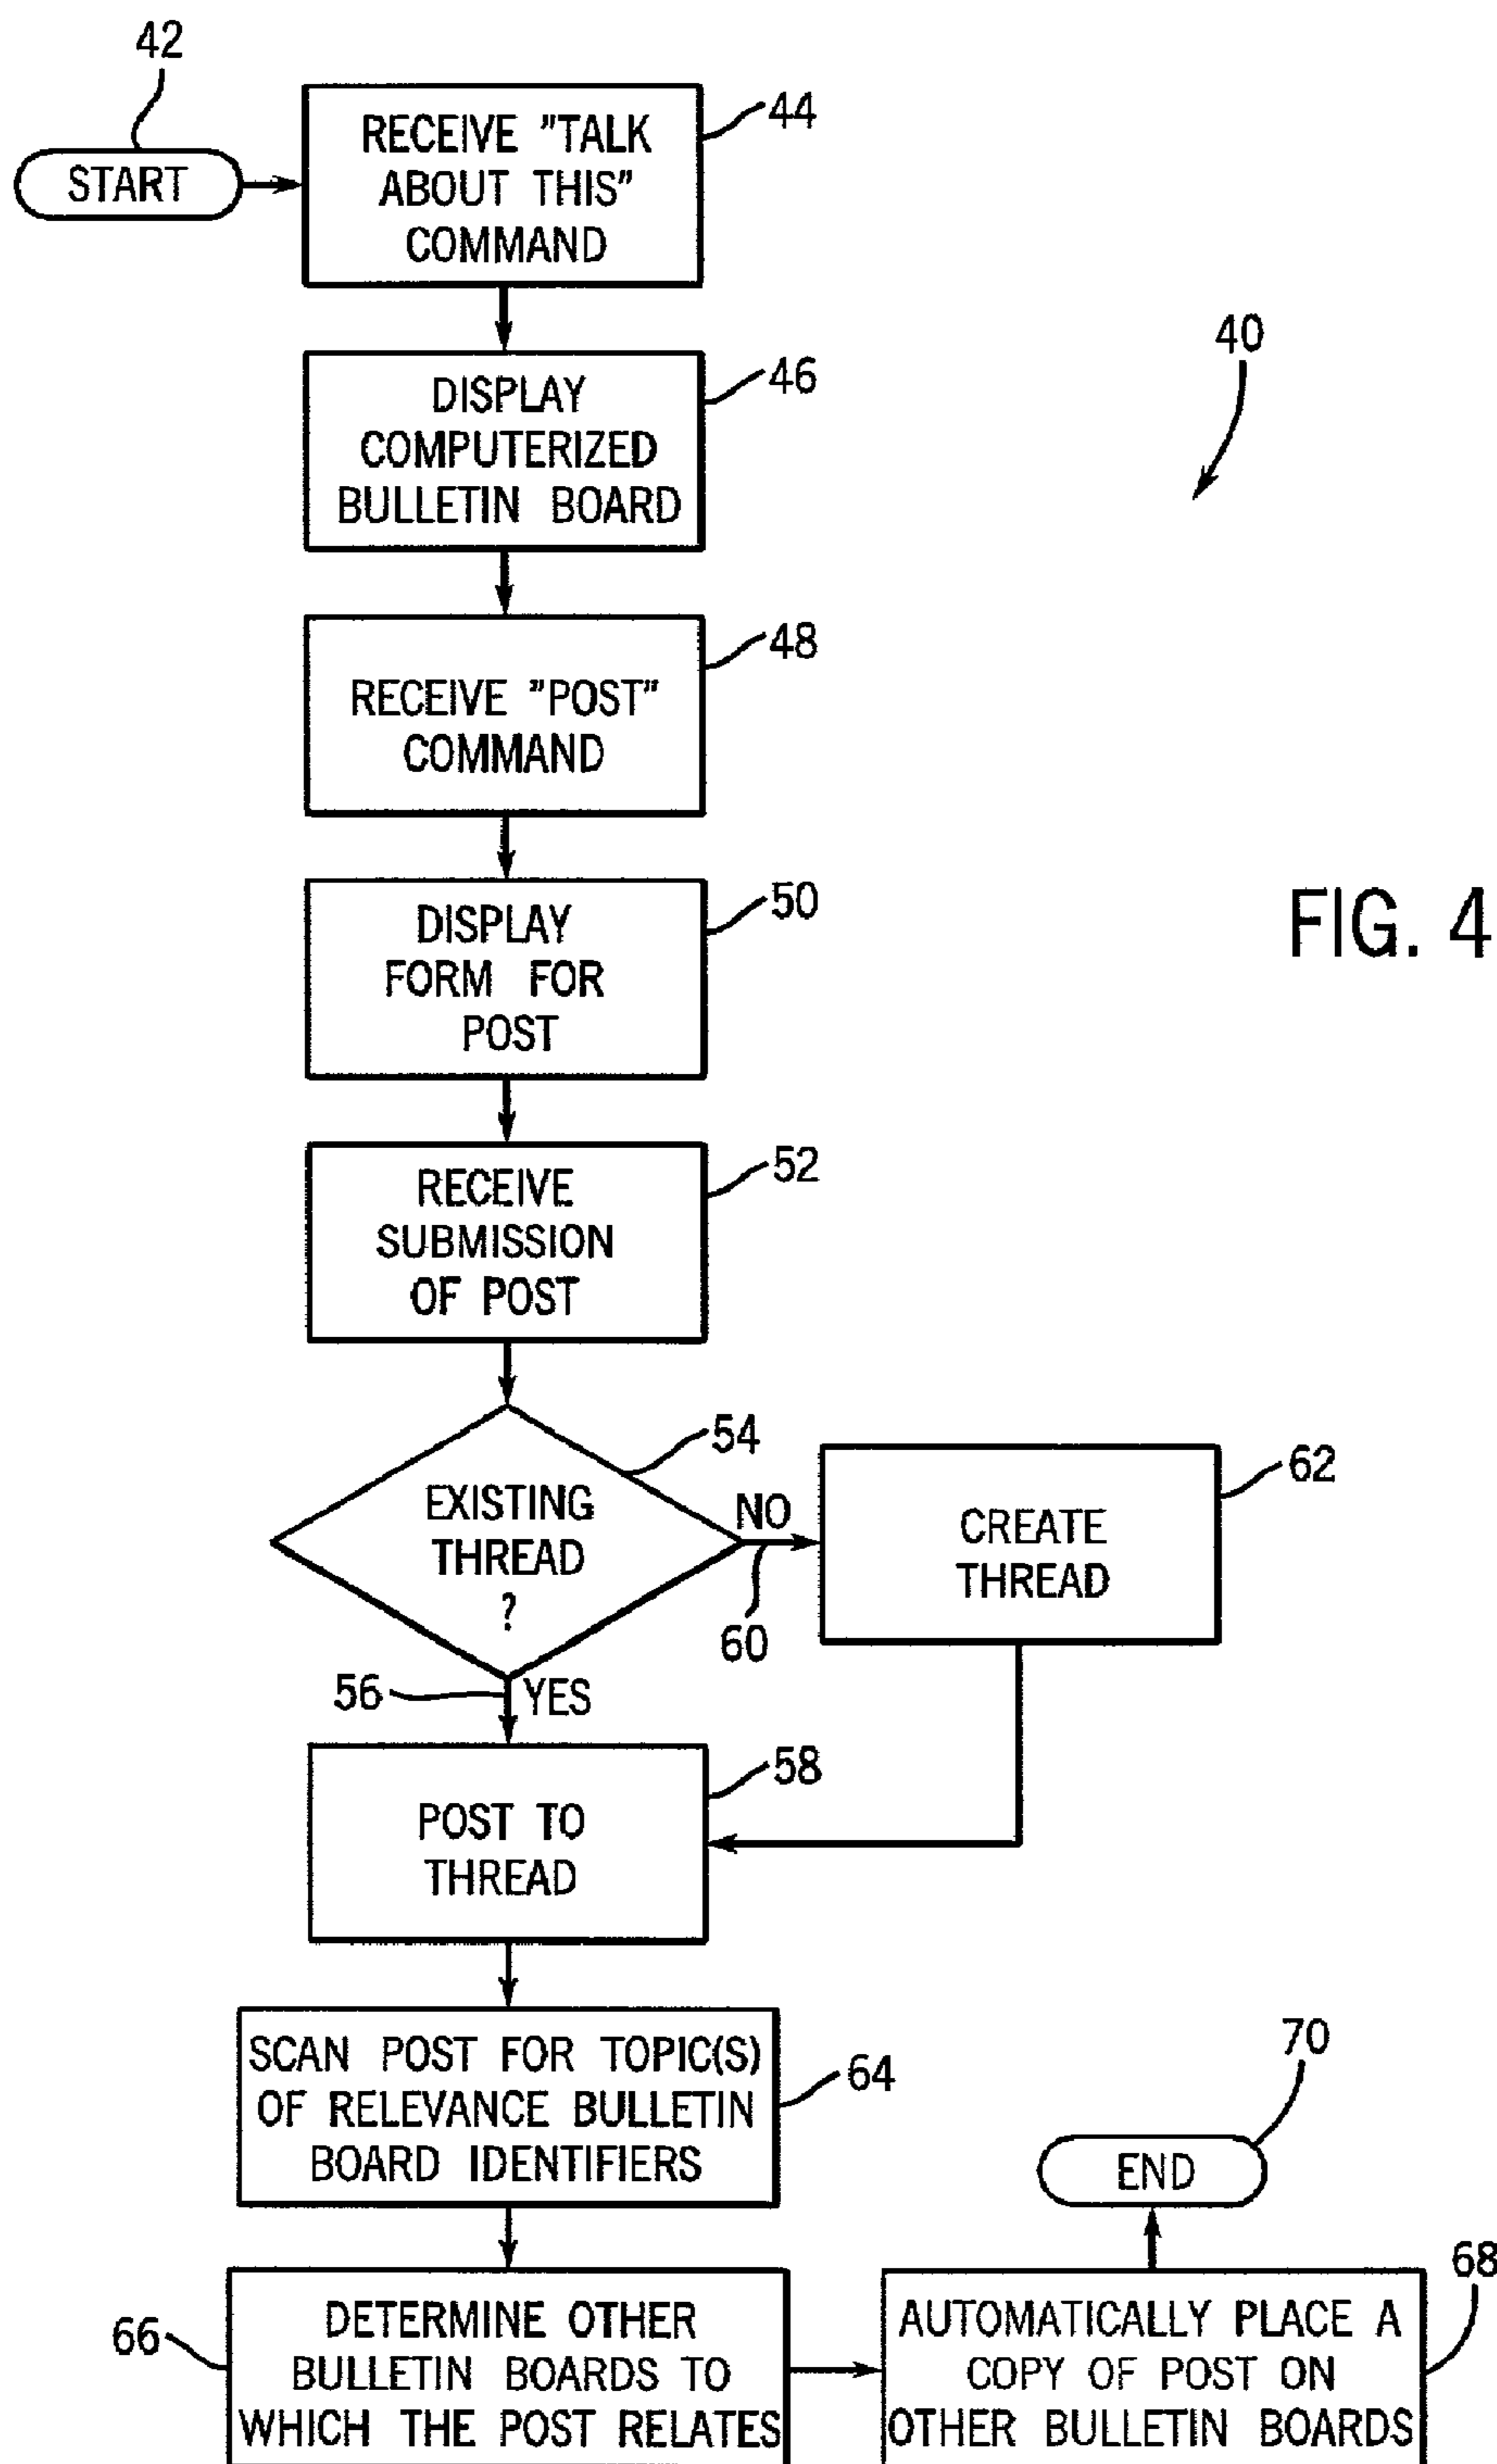 42
START
RECEIVE "TALK
ABOUT THIS"
COMMAND
44
DISPLAY
COMPUTERIZED
BULLETIN BOARD
46
40
RECEIVE "POST"
COMMAND
48
DISPLAY
FORM FOR
POST
50
FIG. 4
RECEIVE
SUBMISSION
OF POST
52
EXISTING
THREAD
?
54
NO
60
CREATE
THREAD
62
56
YES
POST TO
THREAD
58
SCAN POST FOR TOPIC(S)
OF RELEVANCE BULLETIN
BOARD IDENTIFIERS
64
70
END
66
DETERMINE OTHER
BULLETIN BOARDS TO
WHICH THE POST RELATES
AUTOMATICALLY PLACE A
COPY OF POST ON
OTHER BULLETIN BOARDS
68